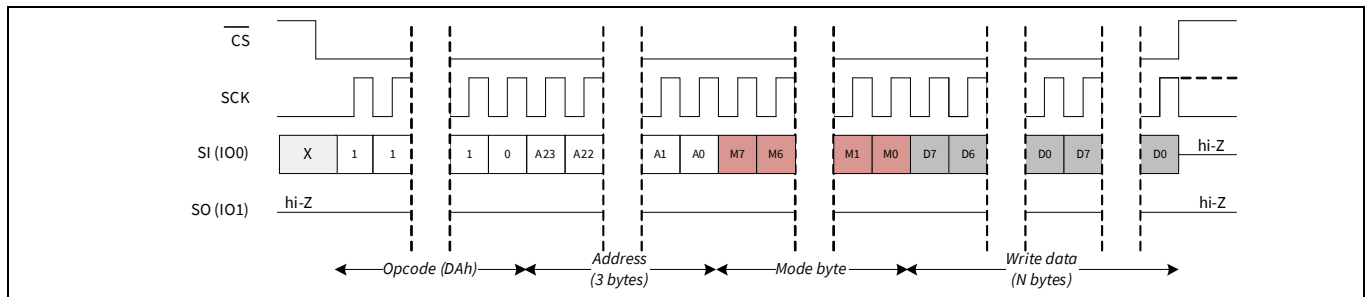 CS
SCK
SI (IO0) X 1 1 1 0 A23 A22 A1 A0 M7 M6 M1 M0 D7 D6 D0 D7 D0 hi-Z
SO (IO1) hi-Z hi-Z
Opcode (DAh) Address Mode byte Write data
(3 bytes) (N bytes)